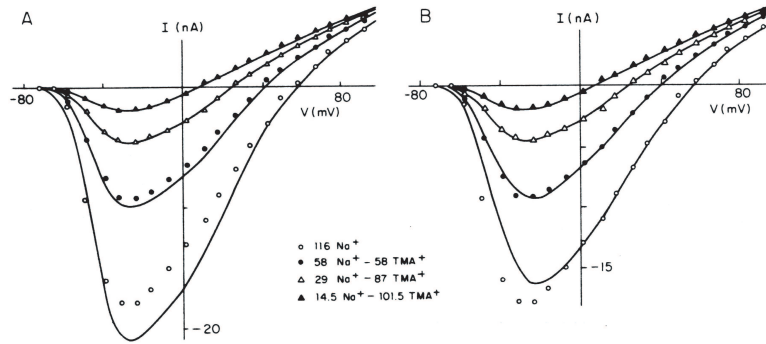 A
I (nA)
-80
80
V (mV)
-20
B
I (nA)
-80
80
V (mV)
-15
○ 116 Na⁺
● 58 Na⁺ - 58 TMA⁺
△ 29 Na⁺ - 87 TMA⁺
▲ 14.5 Na⁺ - 101.5 TMA⁺